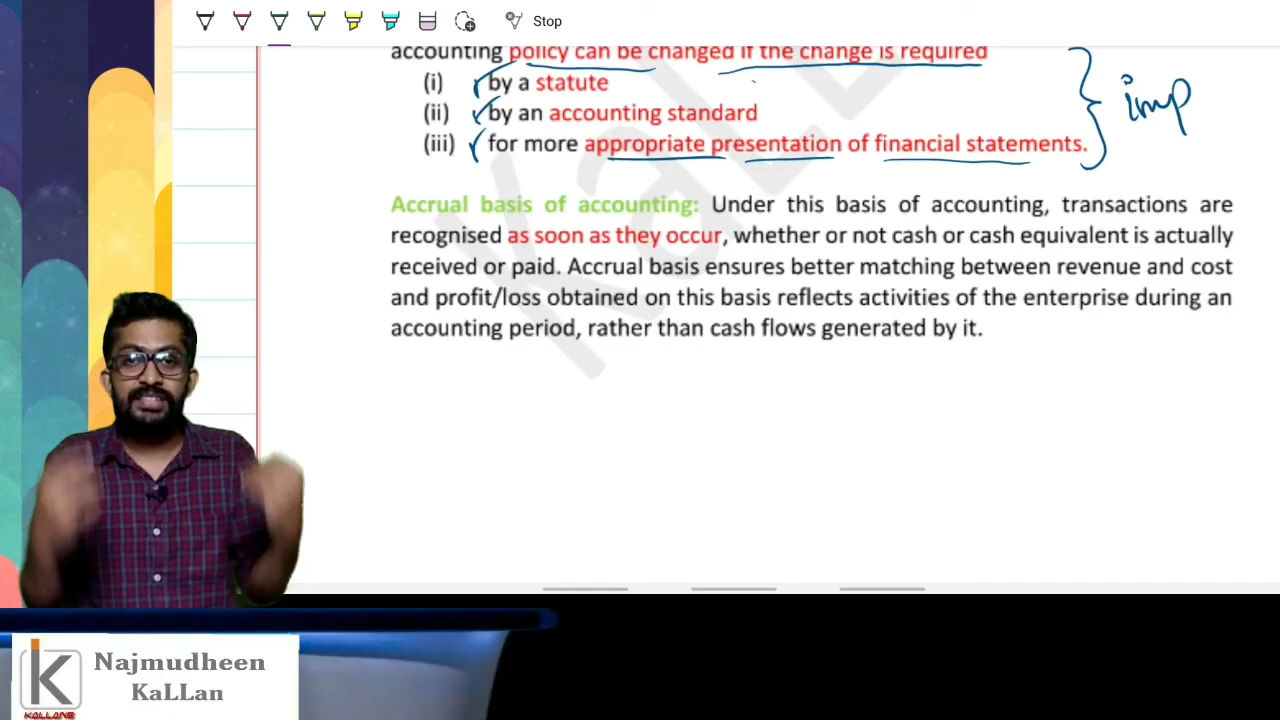 Stop
accounting policy can be changed if the change is required
(i) by a statute
(ii) by an accounting standard
(iii) for more appropriate presentation of financial statements.
imp
Accrual basis of accounting: Under this basis of accounting, transactions are
recognised as soon as they occur, whether or not cash or cash equivalent is actually
received or paid. Accrual basis ensures better matching between revenue and cost
and profit/loss obtained on this basis reflects activities of the enterprise during an
accounting period, rather than cash flows generated by it.
KaLL
Najmudheen
KaLLan
KALLANS